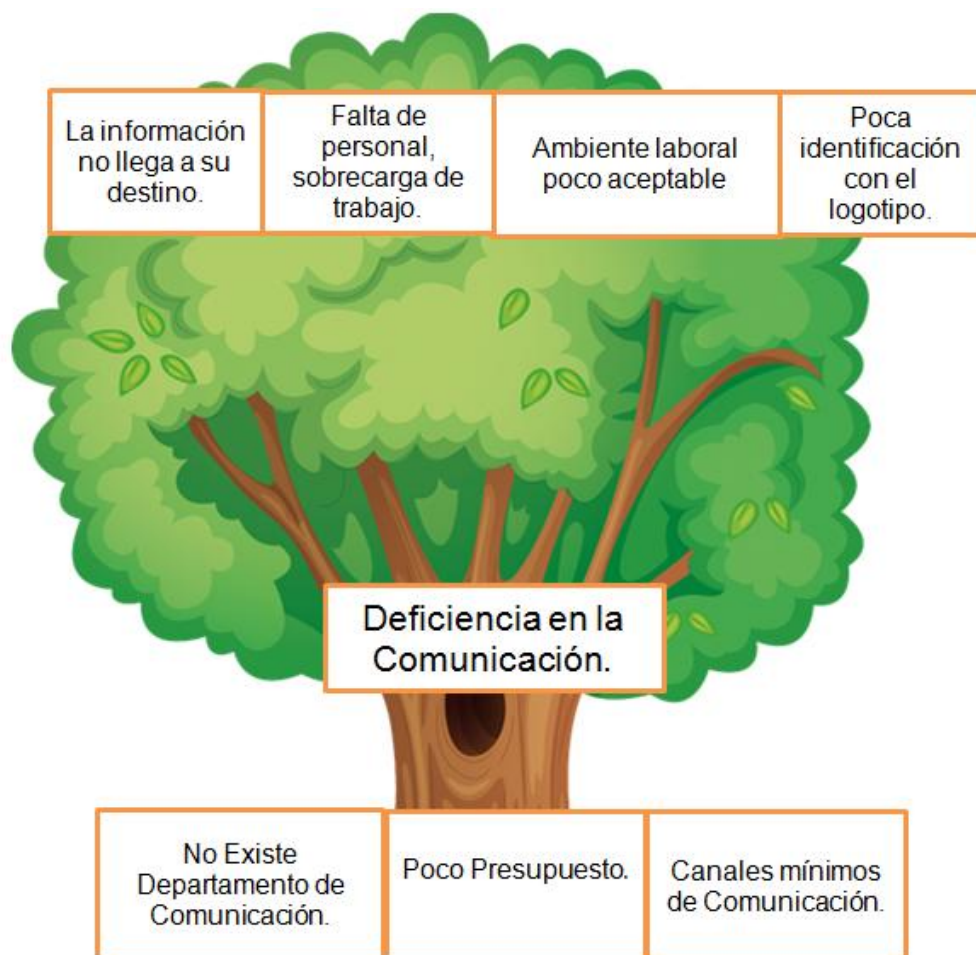 La información
no llega a su
destino.
Falta de
personal,
sobrecarga de
trabajo.
Ambiente laboral
poco aceptable
Poca
identificación
con el
logotipo.
Deficiencia en la
Comunicación.
No Existe
Departamento de
Comunicación.
Poco Presupuesto.
Canales mínimos
de Comunicación.